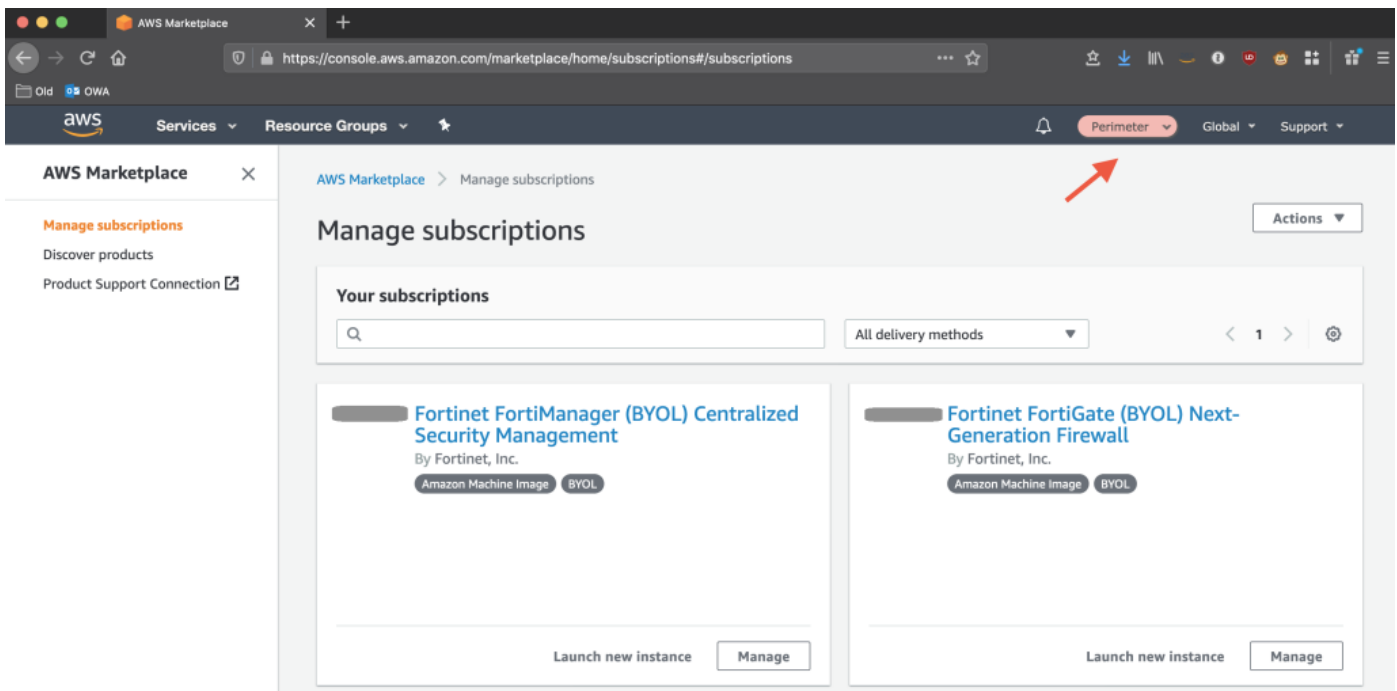 AWS Marketplace
https://console.aws.amazon.com/marketplace/home/subscriptions#/subscriptions
Old OWA
aws Services Resource Groups Perimeter Global Support
AWS Marketplace
Manage subscriptions
Discover products
Product Support Connection
AWS Marketplace > Manage subscriptions
Manage subscriptions
Actions
Your subscriptions
All delivery methods
< 1 >
Fortinet FortiManager (BYOL) Centralized
Security Management
By Fortinet, Inc.
Amazon Machine Image BYOL
Launch new instance Manage
Fortinet FortiGate (BYOL) Next-
Generation Firewall
By Fortinet, Inc.
Amazon Machine Image BYOL
Launch new instance Manage